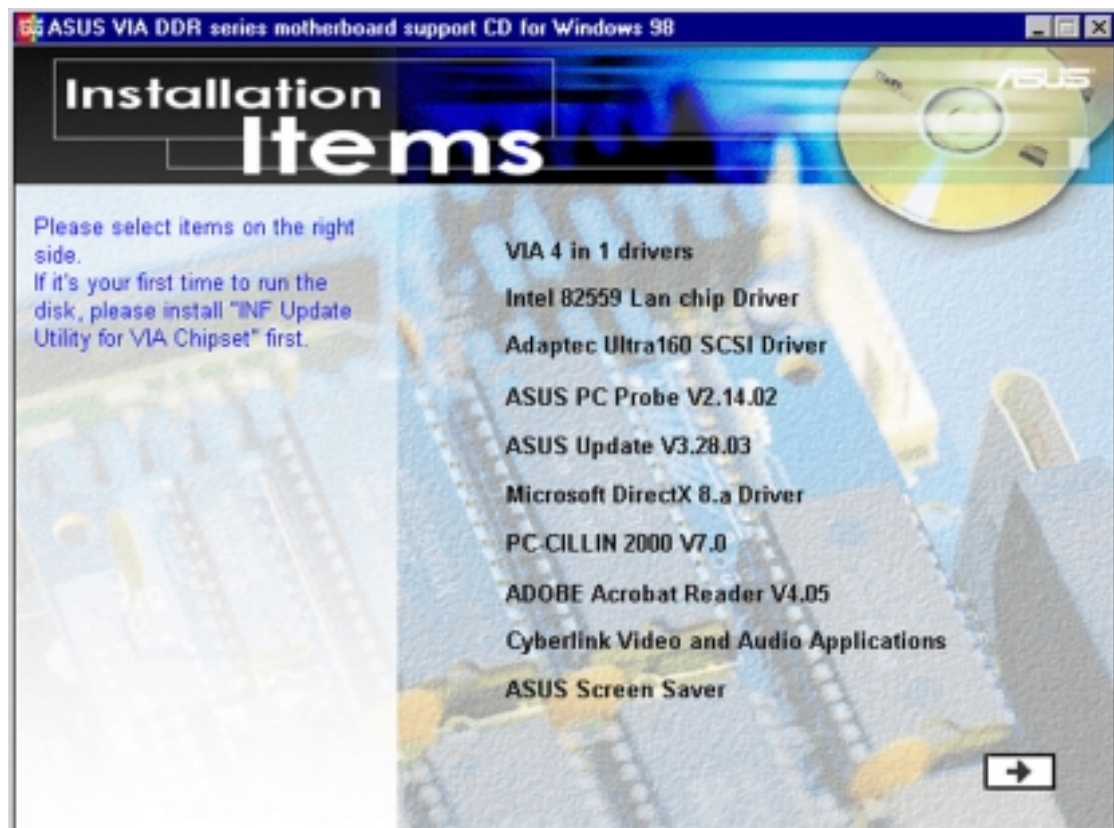 ASUS VIA DDR series motherboard support CD for Windows 98
Installation
Items
ASUS
Please select items on the right
side.
If it's your first time to run the
disk, please install "INF Update
Utility for VIA Chipset" first.
VIA 4 in 1 drivers
Intel 82559 Lan chip Driver
Adaptec Ultra160 SCSI Driver
ASUS PC Probe V2.14.02
ASUS Update V3.28.03
Microsoft DirectX 8.a Driver
PC-CILLIN 2000 V7.0
ADOBE Acrobat Reader V4.05
Cyberlink Video and Audio Applications
ASUS Screen Saver